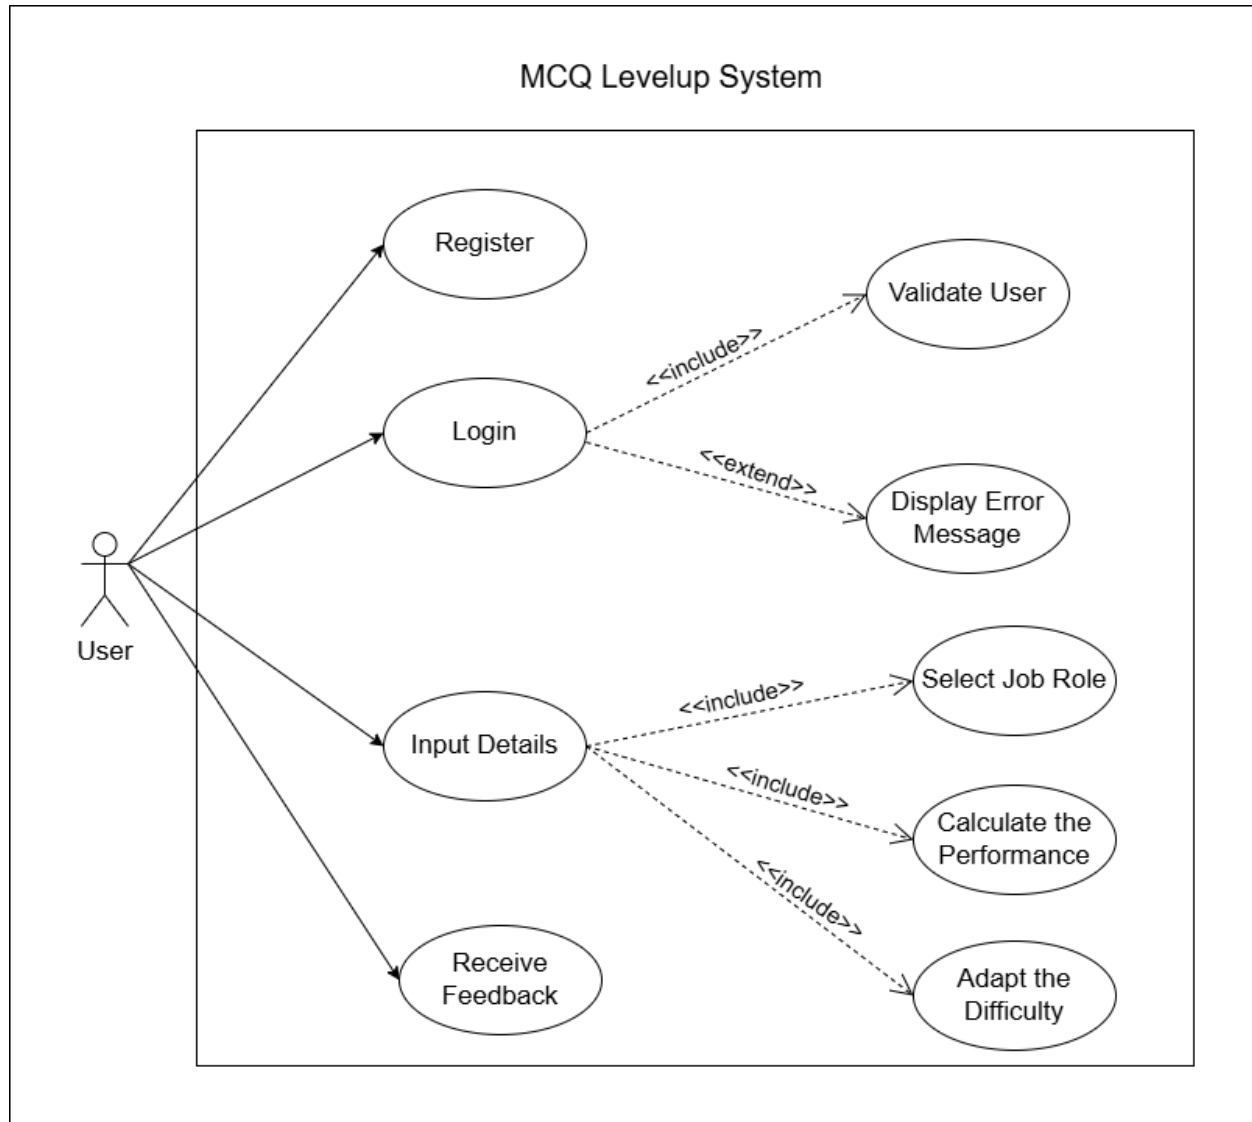 MCQ Levelup System
Register
Validate User
<<include>>
Login
<<extend>>
Display Error
Message
User
Select Job Role
<<include>>
Input Details
<<include>>
Calculate the
Performance
<<include>>
Receive
Feedback
Adapt the
Difficulty